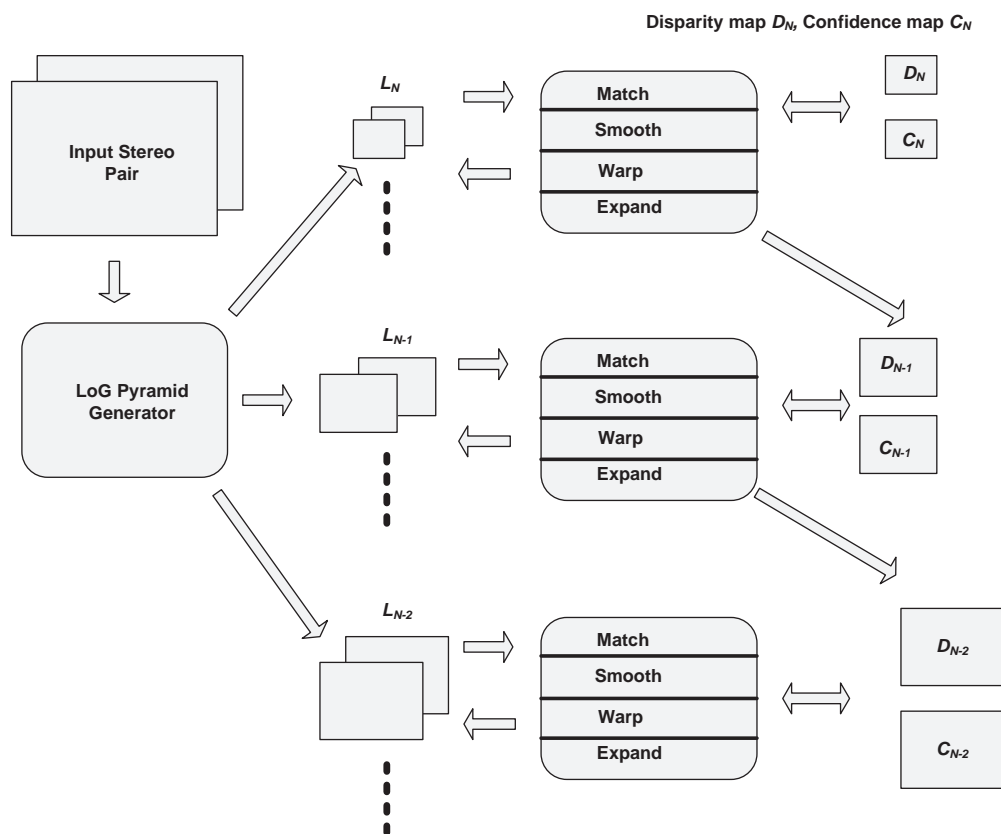 Disparity map D_N, Confidence map C_N
Input Stereo
Pair
L_N
Match
Smooth
Warp
Expand
D_N
C_N
LoG Pyramid
Generator
L_N-1
Match
Smooth
Warp
Expand
D_N-1
C_N-1
L_N-2
Match
Smooth
Warp
Expand
D_N-2
C_N-2